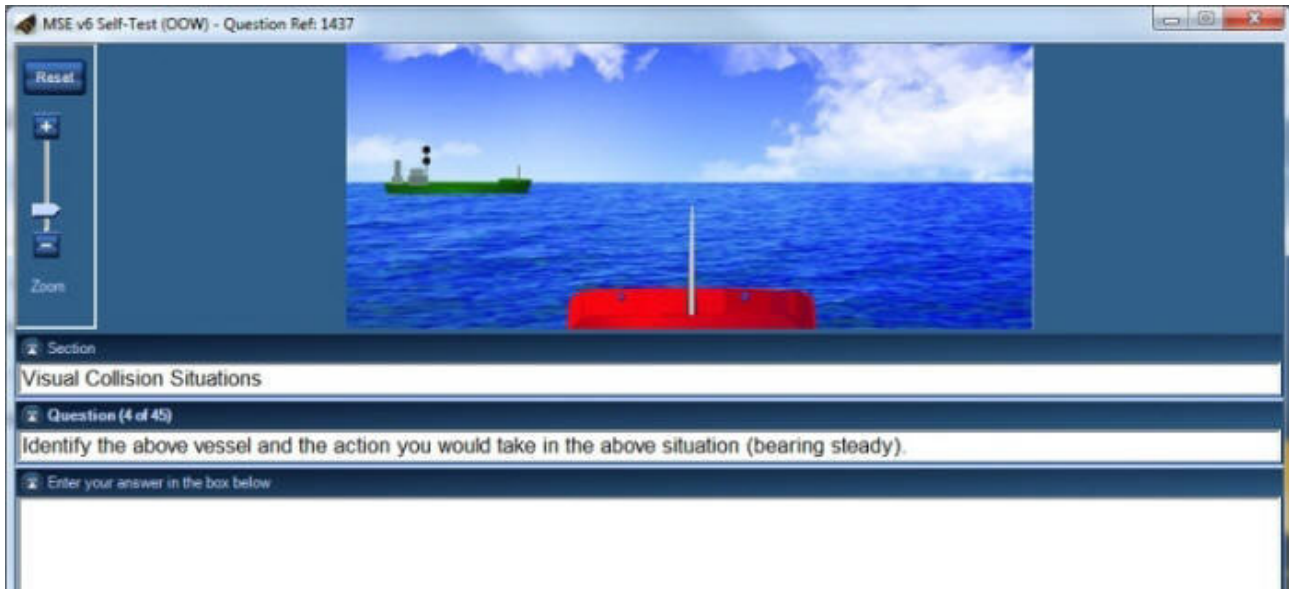 MSE v6 Self-Test (OOW) - Question Ref: 1437
Reset
Zoom
Section
Visual Collision Situations
Question (4 of 45)
Identify the above vessel and the action you would take in the above situation (bearing steady).
Enter your answer in the box below